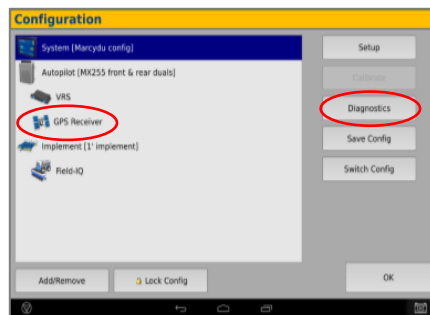 Configuration
System [Marcydu config]
Autopilot [MX255 front & rear duals]
VRS
GPS Receiver
Implement [1' implement]
Field-IQ
Setup
Calibrate
Diagnostics
Save Config
Switch Config
Add/Remove
Lock Config
OK